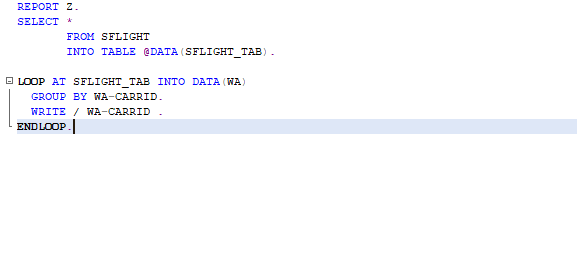 REPORT Z.
SELECT *
FROM SFLIGHT
INTO TABLE @DATA(SFLIGHT_TAB).
LOOP AT SFLIGHT_TAB INTO DATA(WA)
GROUP BY WA-CARRID.
WRITE / WA-CARRID .
ENDLOOP.